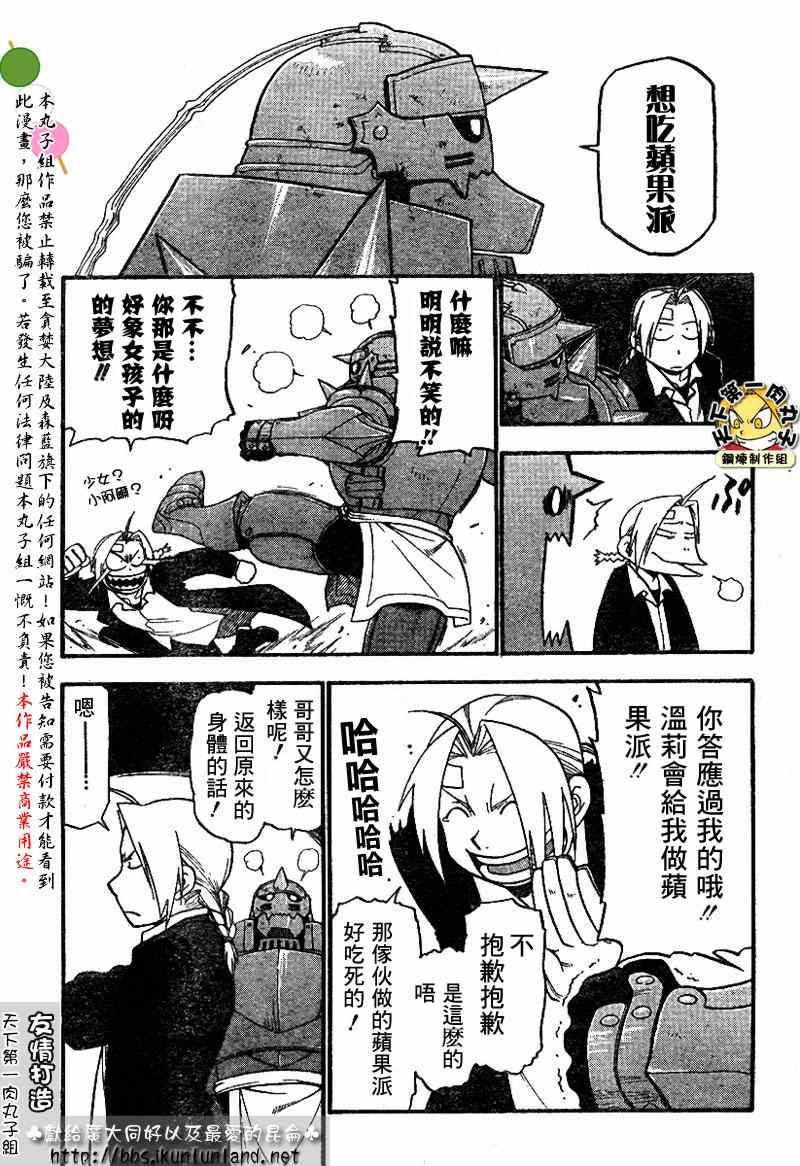 想吃蘋果派
ぷ
什麼嘛
明明說不笑的!!
不不…
你那是什麼呀
好象女孩子的
的夢想!!
少女?
小阿爾?
你答應過我的哦!!
溫莉會給我做蘋
果派!!
哈哈哈哈哈
不
抱歉抱歉
是這麼的
唔
那傢伙做的蘋果派
好吃死的!
哥哥又怎麽
樣呢!
返回原來的
身體的話!
嗯——
本丸子組作品禁止轉載至貪婪大陸及森藍旗下的任何網站!如果您被告知需要付款才能看到
此漫畫,那麼您被騙了。若發生任何法律問題本丸子組一慨不負責!本作品嚴禁商業用途。
天下第一肉丸子
鋼煉制作組
友情打造
天下第一肉丸子組
♣獻給廣大同好以及最愛的昆侖♣
http://bbs.ikunlunland.net